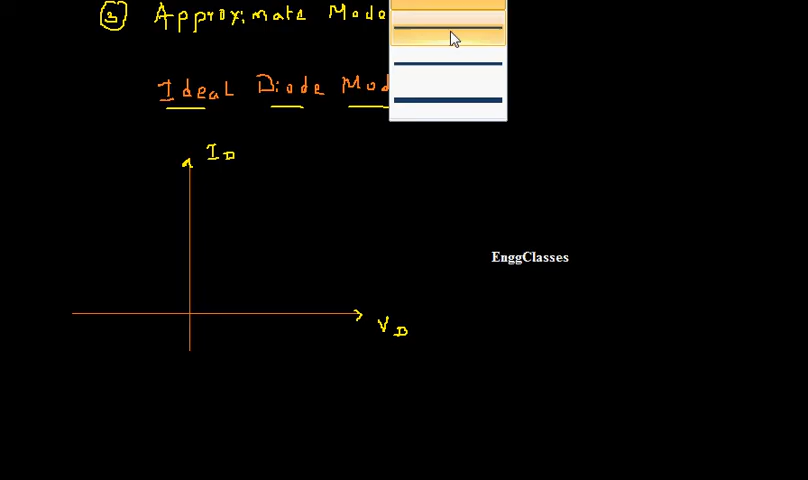 3 Approximate Mode
Ideal Diode Mod
ID
EnggClasses
VD